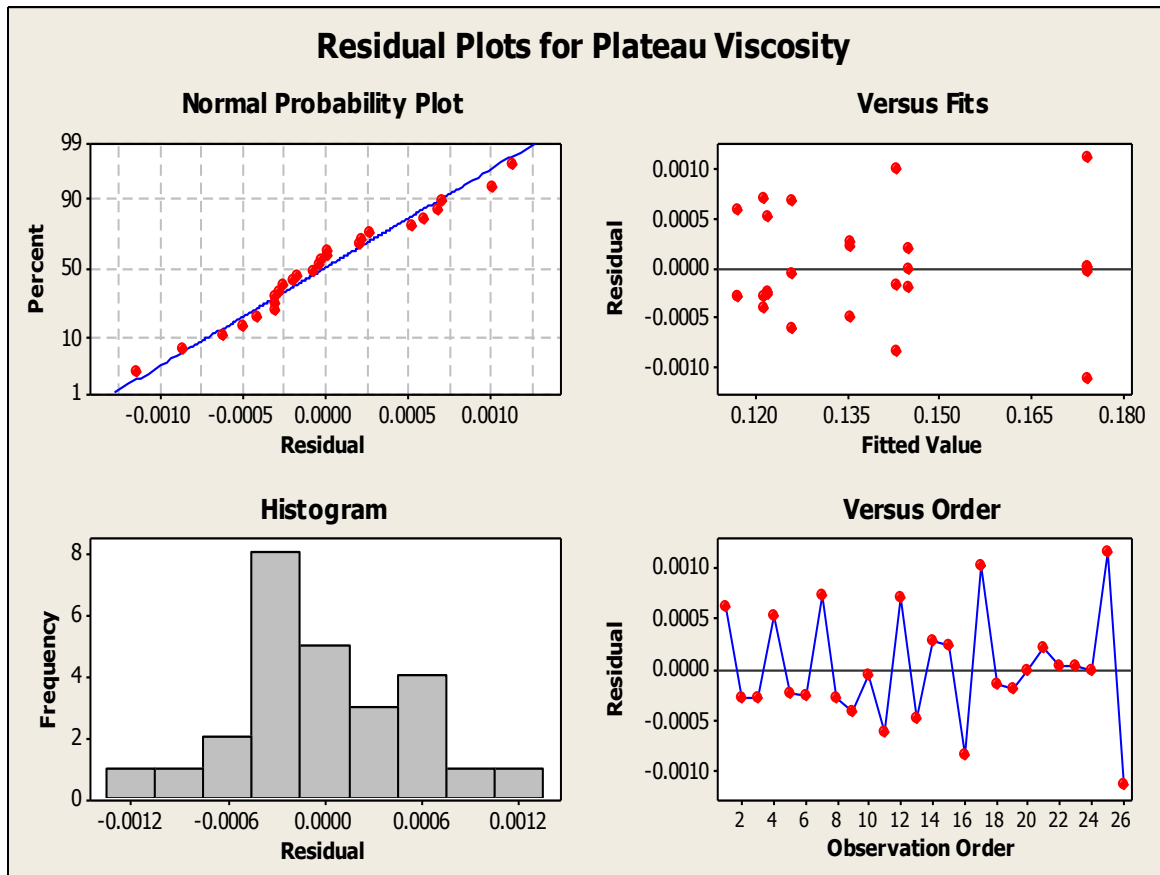 Residual Plots for Plateau Viscosity
Normal Probability Plot
99
90
50
10
1
Percent
-0.0010 -0.0005 0.0000 0.0005 0.0010
Residual
Versus Fits
0.0010
0.0005
0.0000
-0.0005
-0.0010
Residual
0.120 0.135 0.150 0.165 0.180
Fitted Value
Histogram
8
6
4
2
0
Frequency
-0.0012 -0.0006 0.0000 0.0006 0.0012
Residual
Versus Order
0.0010
0.0005
0.0000
-0.0005
-0.0010
Residual
2 4 6 8 10 12 14 16 18 20 22 24 26
Observation Order